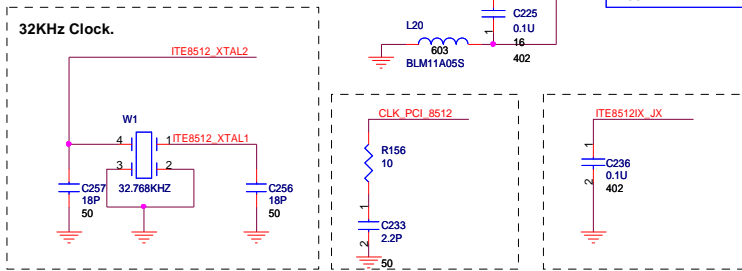 32KHz Clock.
ITE8512_XTAL2
W1
4
1
ITE8512_XTAL1
3
2
32.768KHZ
C257
18P
50
C256
18P
50
L20
603
BLM11A05S
C225
0.1U
16
402
1
CLK_PCI_8512
R156
10
1
C233
2.2P
2
50
ITE8512IX_JX
1
C236
0.1U
402
2